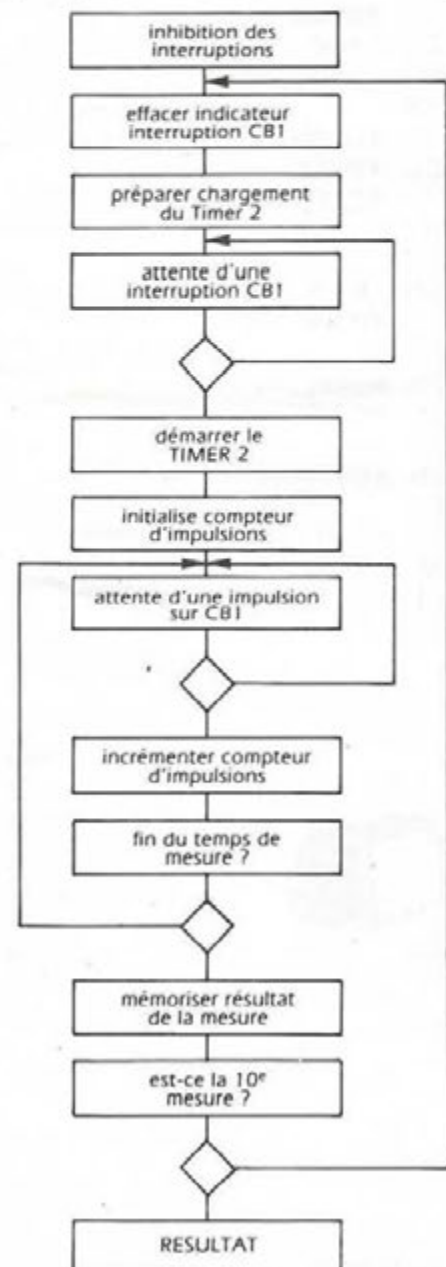 inhibition des
interruptions
effacer indicateur
interruption CB1
préparer chargement
du Timer 2
attente d'une
interruption CB1
démarrer le
TIMER 2
initialise compteur
d'impulsions
attente d'une impulsion
sur CB1
incrémenter compteur
d'impulsions
fin du temps de
mesure ?
mémoriser résultat
de la mesure
est-ce la 10e
mesure ?
RESULTAT